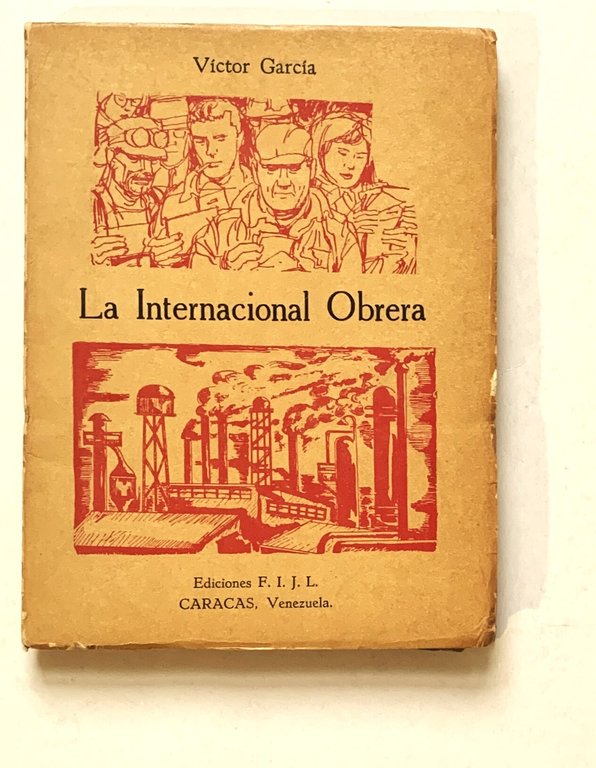 Víctor García
La Internacional Obrera
Ediciones F. I. J. L.
CARACAS, Venezuela.